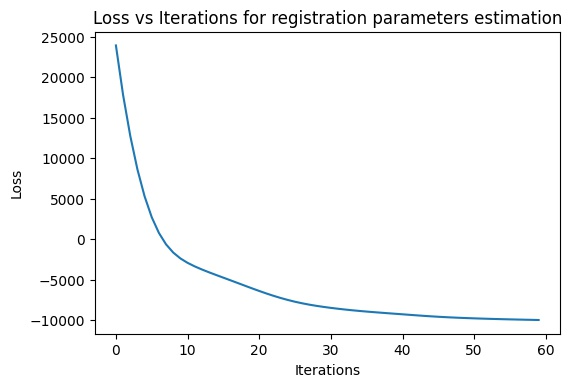 Loss vs Iterations for registration parameters estimation
25000
20000
15000
10000
5000
0
−5000
−10000
Loss
0 10 20 30 40 50 60
Iterations